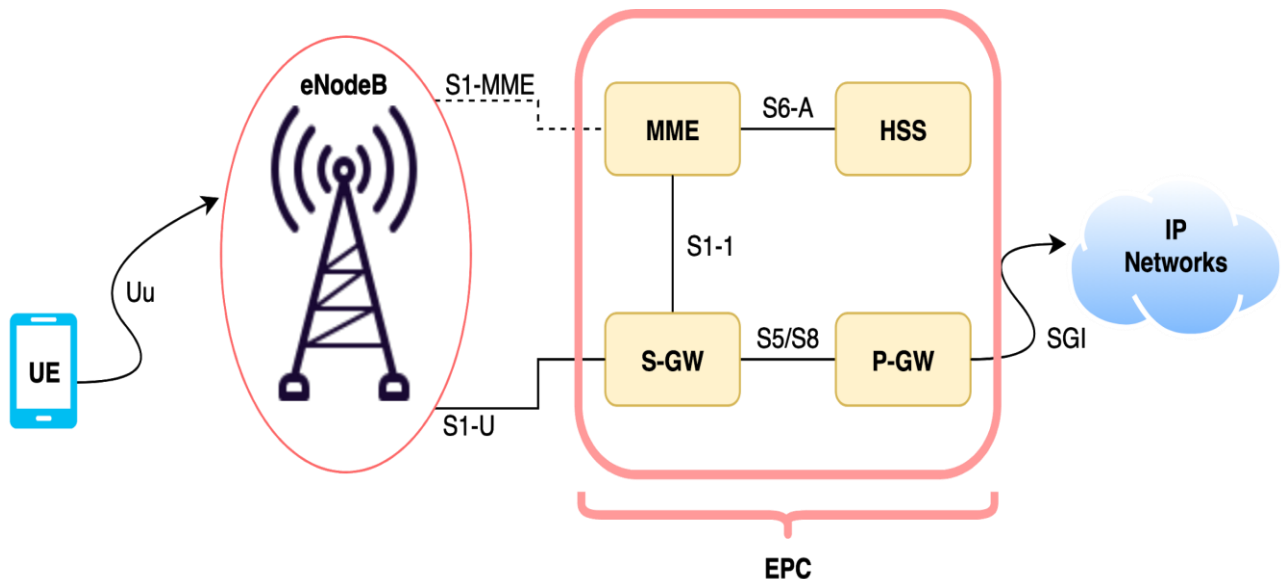 eNodeB
S1-MME
MME
S6-A
HSS
IP
Networks
S1-1
Uu
UE
S-GW
S5/S8
P-GW
SGI
S1-U
EPC